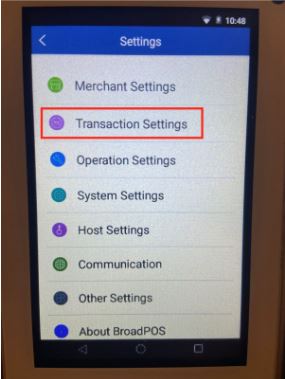 10:48
Settings
Merchant Settings
Transaction Settings
Operation Settings
System Settings
Host Settings
Communication
Other Settings
About BroadPOS